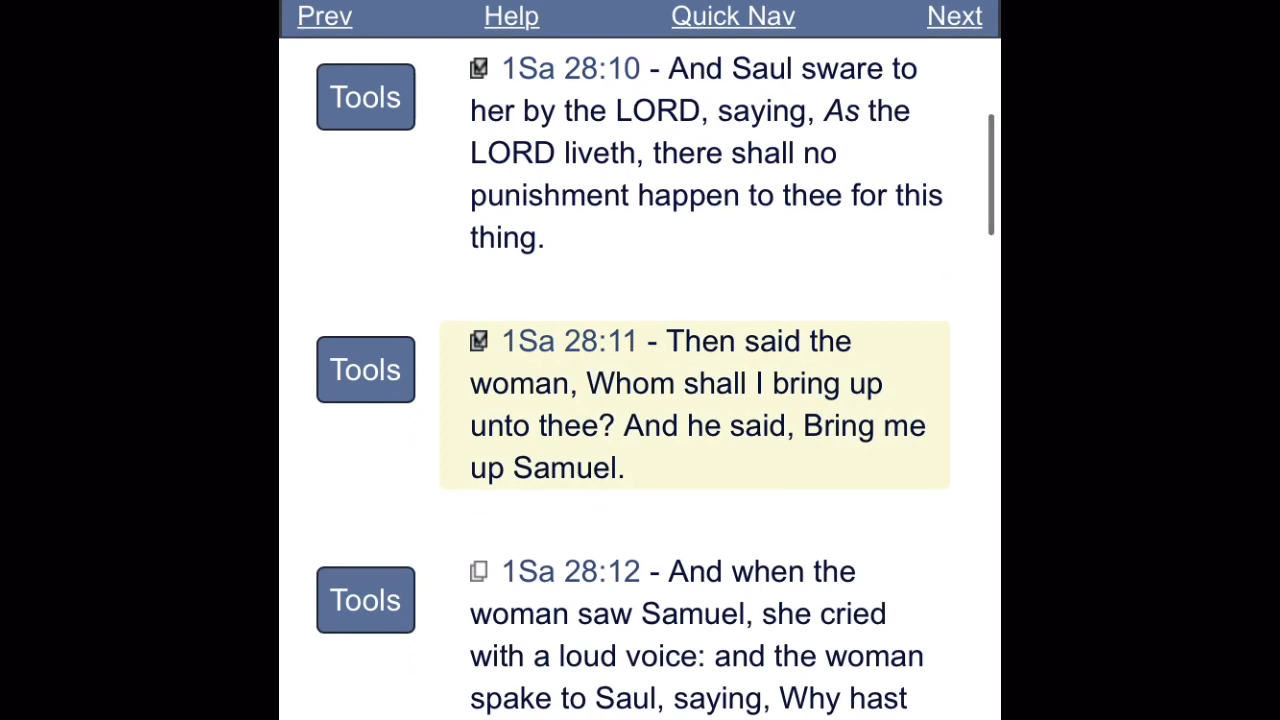 Prev Help Quick Nav Next
Tools
1Sa 28:10 - And Saul sware to
her by the LORD, saying, As the
LORD liveth, there shall no
punishment happen to thee for this
thing.
Tools
1Sa 28:11 - Then said the
woman, Whom shall I bring up
unto thee? And he said, Bring me
up Samuel.
Tools
1Sa 28:12 - And when the
woman saw Samuel, she cried
with a loud voice: and the woman
spake to Saul, saying, Why hast